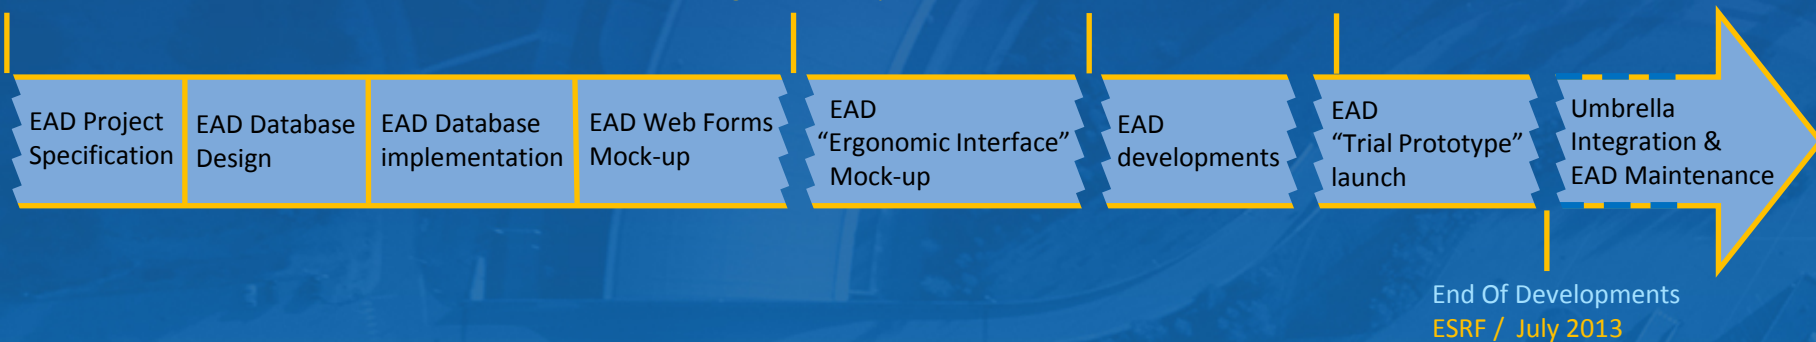 EAD Project
Specification
EAD Database
Design
EAD Database
implementation
EAD Web Forms
Mock-up
EAD
“Ergonomic Interface”
Mock-up
EAD
developments
EAD
“Trial Prototype”
launch
Umbrella
Integration &
EAD Maintenance
End Of Developments
ESRF / July 2013